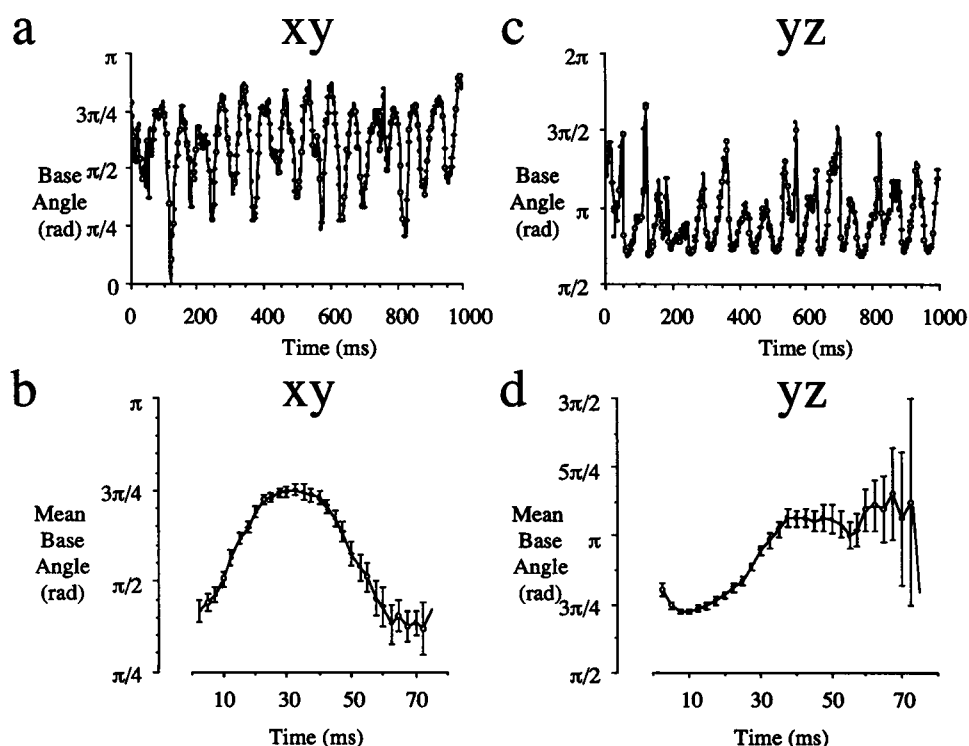 a
xy
π
3π/4
π/2
π/4
0
Base
Angle
(rad)
0 200 400 600 800 1000
Time (ms)
c
yz
2π
3π/2
π
π/2
Base
Angle
(rad)
0 200 400 600 800 1000
Time (ms)
b
xy
π
3π/4
π/2
π/4
Mean
Base
Angle
(rad)
10 30 50 70
Time (ms)
d
yz
3π/2
5π/4
π
3π/4
π/2
Mean
Base
Angle
(rad)
10 30 50 70
Time (ms)